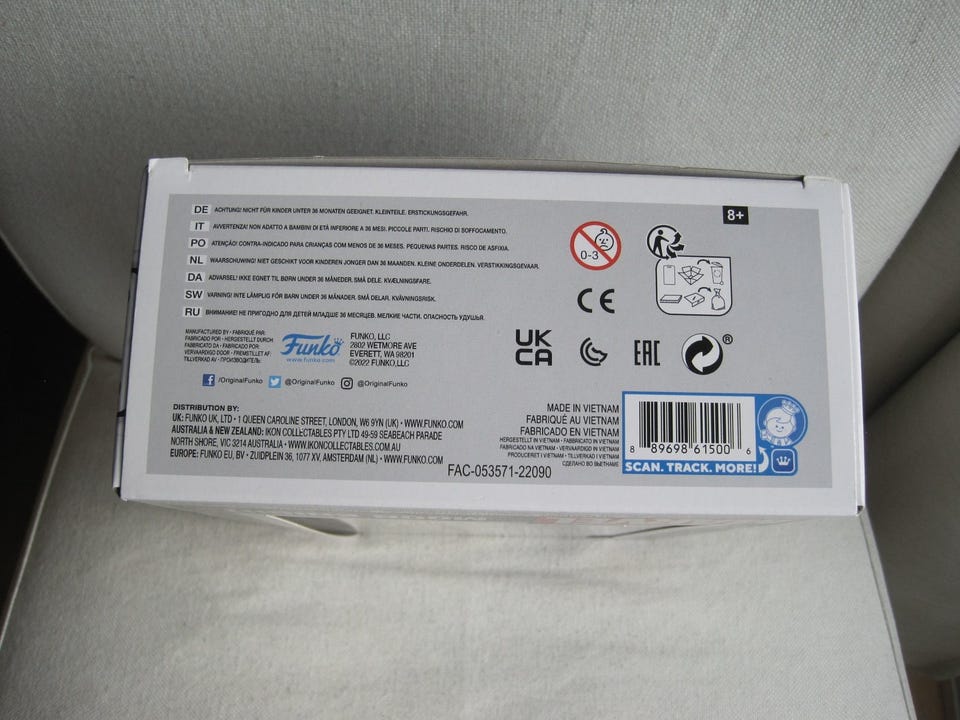 DE ACHTUNG! NICHT FÜR KINDER UNTER 36 MONATEN GEEIGNET. KLEINTEILE. ERSTICKUNGSGEFAHR.
IT AVVERTENZA! NON ADATTO A BAMBINI DI ETÀ INFERIORE A 36 MESI. PICCOLE PARTI. RISCHIO DI SOFFOCAMENTO.
PO ATENÇÃO! CONTRA-INDICADO PARA CRIANÇAS COM MENOS DE 36 MESES. PEQUENAS PARTES. RISCO DE ASFIXIA.
NL WAARSCHUWING! NIET GESCHIKT VOOR KINDEREN JONGER DAN 36 MAANDEN. KLEINE ONDERDELEN. VERSTIKKINGSGEVAAR.
DA ADVARSEL! IKKE EGNET TIL BØRN UNDER 36 MÅNEDER. SMÅ DELE. KVÆLNINGSFARE.
SW VARNING! INTE LÄMPLIG FÖR BARN UNDER 36 MÅNADER. SMÅ DELAR. KVÄVNINGSRISK.
RU ВНИМАНИЕ! НЕ ПРИГОДНО ДЛЯ ДЕТЕЙ МЛАДШЕ 36 МЕСЯЦЕВ. МЕЛКИЕ ЧАСТИ. ОПАСНОСТЬ УДУШЬЯ.
8+
0-3
CE
UK
CA
EAC
®
MANUFACTURED BY • FABRIQUÉ PAR:
FABRICADO POR • HERGESTELLT DURCH:
FABBRICATO DA • FABRICADO POR:
VERVAARDIGD DOOR • FREMSTILLET AF:
TILLVERKAD AV • ПРОИЗВОДИТЕЛЬ:
Funko
www.funko.com
FUNKO, LLC
2802 WETMORE AVE
EVERETT, WA 98201
©2022 FUNKO, LLC
/OriginalFunko @OriginalFunko @OriginalFunko
DISTRIBUTION BY:
UK: FUNKO UK, LTD • 1 QUEEN CAROLINE STREET, LONDON, W6 9YN (UK) • WWW.FUNKO.COM
AUSTRALIA & NEW ZEALAND: IKON COLLECTABLES PTY LTD 49-59 SEABEACH PARADE
NORTH SHORE, VIC 3214 AUSTRALIA • WWW.IKONCOLLECTABLES.COM.AU
EUROPE: FUNKO EU, BV • ZUIDPLEIN 36, 1077 XV, AMSTERDAM (NL) • WWW.FUNKO.COM
FAC-053571-22090
MADE IN VIETNAM
FABRIQUÉ AU VIETNAM
FABRICADO EN VIETNAM
HERGESTELLT IN VIETNAM • FABBRICATO IN VIETNAM
FABRICADO NA VIETNAM • VERVAARDIGD IN VIETNAM
PRODUCERET I VIETNAM • TILLVERKAD I VIETNAM
СДЕЛАНО ВО ВЬЕТНАМЕ
8 89698 61500 6
SCAN. TRACK. MORE!